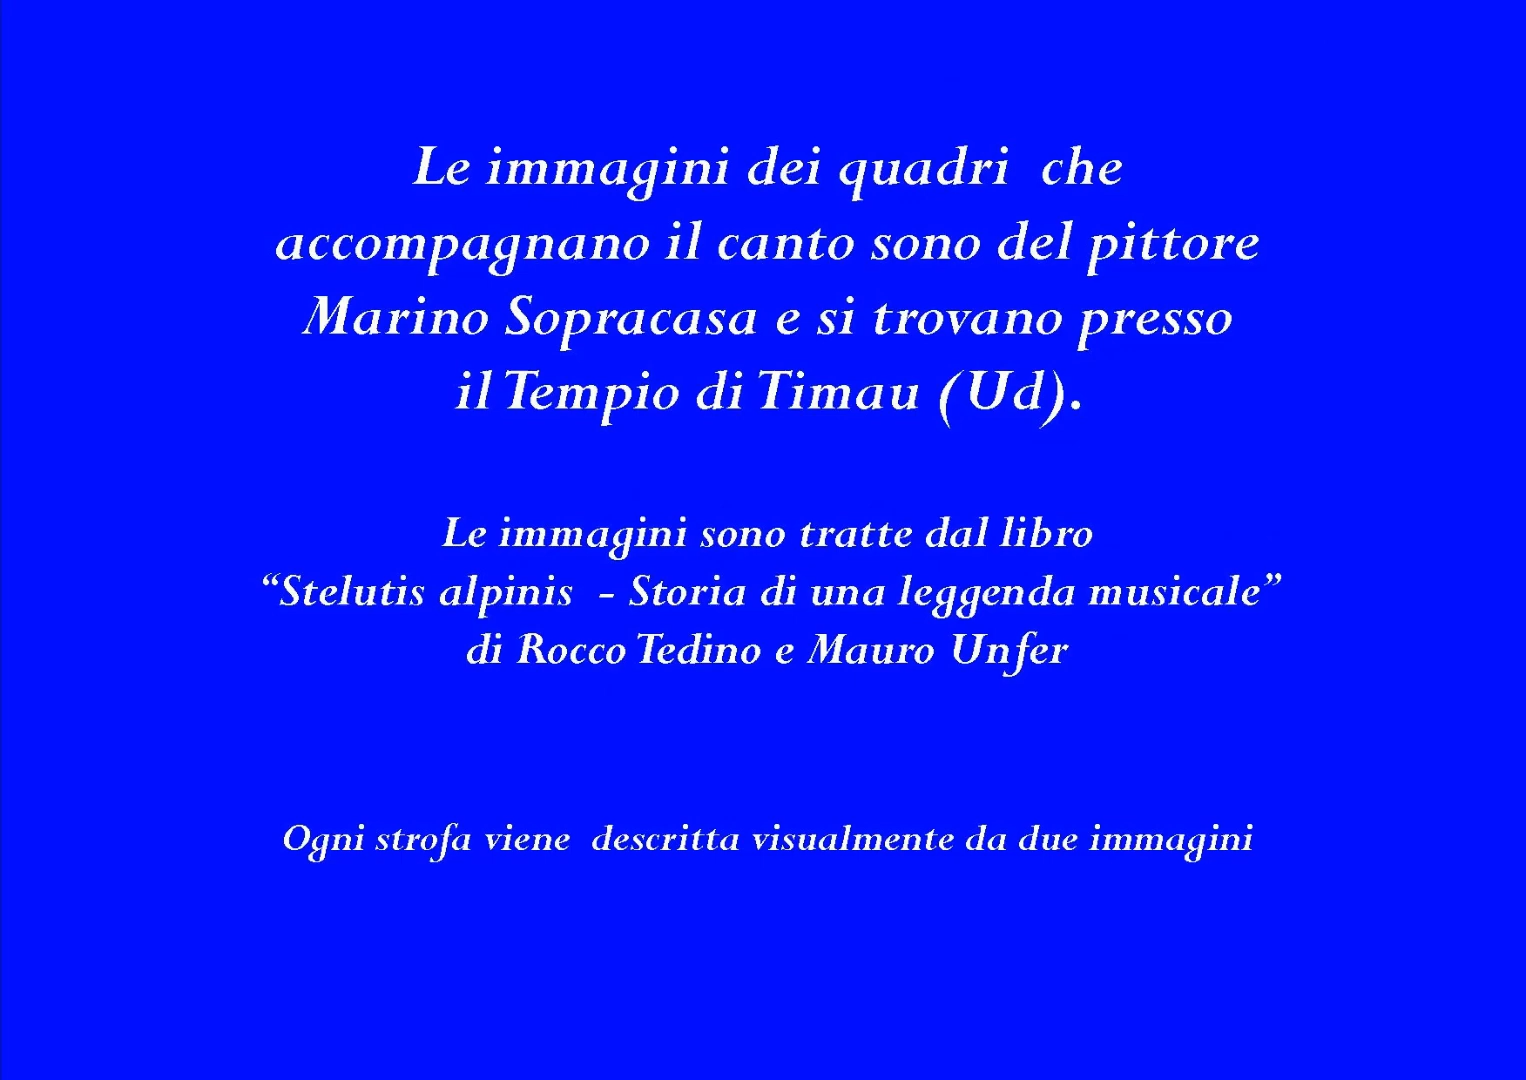 Le immagini dei quadri che
accompagnano il canto sono del pittore
Marino Sopracasa e si trovano presso
il Tempio di Timau (Ud).
Le immagini sono tratte dal libro
“Stelutis alpinis - Storia di una leggenda musicale”
di Rocco Tedino e Mauro Unfer
Ogni strofa viene descritta visualmente da due immagini